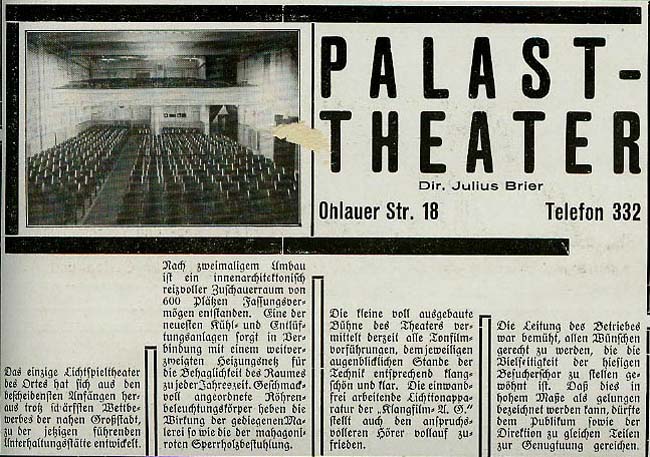 PALAST-
THEATER
Dir. Julius Brier
Ohlauer Str. 18 Telefon 332
Das einzige Lichtspieltheater
des Ortes hat sich aus den
bescheidensten Anfängen her-
aus trotz schärfsten Wettbe-
werbes der nahen Großstadt,
zu der jetzigen führenden
Unterhaltungsstätte entwickelt.
Nach zweimaligem Umbau
ist ein innenarchitektonisch
reizvoller Zuschauerraum von
600 Plätzen Fassungsver-
mögen entstanden. Eine der
neuesten Kühl- und Entlüf-
tungsanlagen sorgt in Ver-
bindung mit einem weitver-
zweigten Heizungsnetz für
die Behaglichkeit des Raumes
zu jeder Jahreszeit. Geschmack-
voll angeordnete Röhren-
beleuchtungskörper heben die
Wirkung der gediegenen Ma-
lerei so wie die der mahagoni-
roten Sperrholzbestuhlung.
Die kleine voll ausgebaute
Bühne des Theaters ver-
mittelt derzeit alle Tonfilm-
vorführungen, dem jeweiligen
augenblicklichen Stande der
Technik entsprechend klang-
schön und klar. Die einwand-
frei arbeitende Lichttonappa-
ratur der „Klangfilm-A. G."
stellt auch den anspruchs-
volleren Hörer vollauf zu-
frieden.
Die Leitung des Betriebes
war bemüht, allen Wünschen
gerecht zu werden, die die
Vielseitigkeit der hiesigen
Besucherschar zu stellen ge-
wöhnt ist. Daß dies in
hohem Maße als gelungen
bezeichnet werden kann, dürfte
dem Publikum sowie der
Direktion zu gleichen Teilen
zur Genugtuung gereichen.